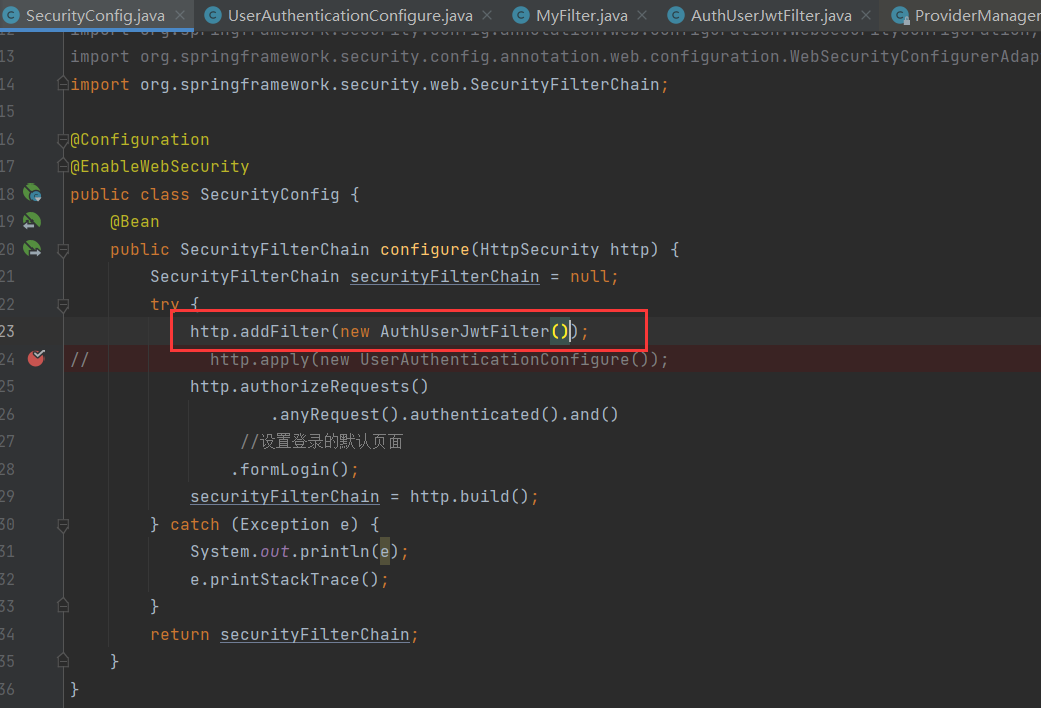 SecurityConfig.java × UserAuthenticationConfigure.java × MyFilter.java × AuthUserJwtFilter.java × ProviderManager
12 import org.springframework.security.config.annotation.web.configuration.WebSecurityConfiguration;
13 import org.springframework.security.config.annotation.web.configuration.WebSecurityConfigurerAdap
14 import org.springframework.security.web.SecurityFilterChain;
15
16 @Configuration
17 @EnableWebSecurity
18 public class SecurityConfig {
19 @Bean
20 public SecurityFilterChain configure(HttpSecurity http) {
21 SecurityFilterChain securityFilterChain = null;
22 try {
23 http.addFilter(new AuthUserJwtFilter());
24 // http.apply(new UserAuthenticationConfigure());
25 http.authorizeRequests()
26 .anyRequest().authenticated().and()
27 //设置登录的默认页面
28 .formLogin();
29 securityFilterChain = http.build();
30 } catch (Exception e) {
31 System.out.println(e);
32 e.printStackTrace();
33 }
34 return securityFilterChain;
35 }
36 }